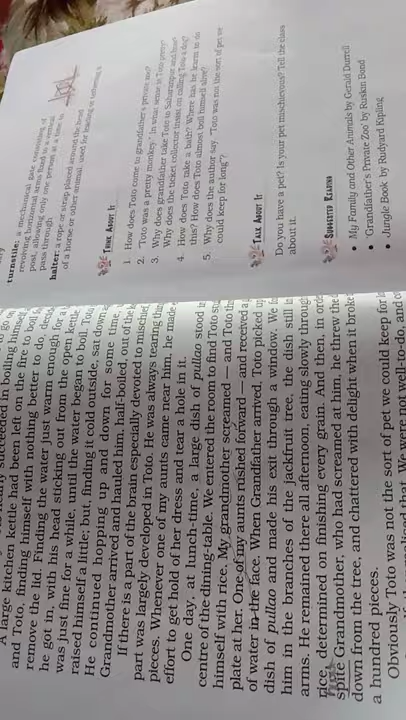 turnstile: a mechanical gate consisting of
revolving horizontal arms fixed to a vertical
post, allowing only one person at a time to
pass through
halter: a rope or strap placed around the head
of a horse or other animal, used for leading or tethering it
THINK ABOUT IT
1. How does Toto come to grandfather's private zoo?
2. "Toto was a pretty monkey." In what sense is Toto pretty?
3. Why does grandfather take Toto to Saharanpur and how?
Why does the ticket collector insist on calling Toto a dog?
4. How does Toto take a bath? Where has he learnt to do
this? How does Toto almost boil himself alive?
5. Why does the author say, "Toto was not the sort of pet we
could keep for long"?
TALK ABOUT IT
Do you have a pet? Is your pet mischievous? Tell the class
about it.
SUGGESTED READING
• My Family and Other Animals by Gerald Durrell
• 'Grandfather's Private Zoo' by Ruskin Bond
• Jungle Book by Rudyard Kipling
nearly succeeded in boiling himself
A large kitchen kettle had been left on the fire to boil
and Toto, finding himself with nothing better to do,
remove the lid. Finding the water just warm enough for a
he got in, with his head sticking out from the open kettle.
was just fine for a while, until the water began to boil. Toto
raised himself a little; but, finding it cold outside, sat down
He continued hopping up and down for some time,
Grandmother arrived and hauled him, half-boiled, out of the
If there is a part of the brain especially devoted to mischief
part was largely developed in Toto. He was always tearing things
pieces. Whenever one of my aunts came near him, he made
effort to get hold of her dress and tear a hole in it.
One day, at lunch-time, a large dish of pullao stood in
centre of the dining-table. We entered the room to find Toto
himself with rice. My grandmother screamed — and Toto
plate at her. One of my aunts rushed forward — and received a
of water in the face. When Grandfather arrived, Toto picked up
dish of pullao and made his exit through a window. We
him in the branches of the jackfruit tree, the dish still in
arms. He remained there all afternoon, eating slowly through
rice, determined on finishing every grain. And then, in
spite Grandmother, who had screamed at him, he threw the
down from the tree, and chattered with delight when it broke
a hundred pieces.
Obviously Toto was not the sort of pet we could keep for
realised that. We were not well-to-do, and